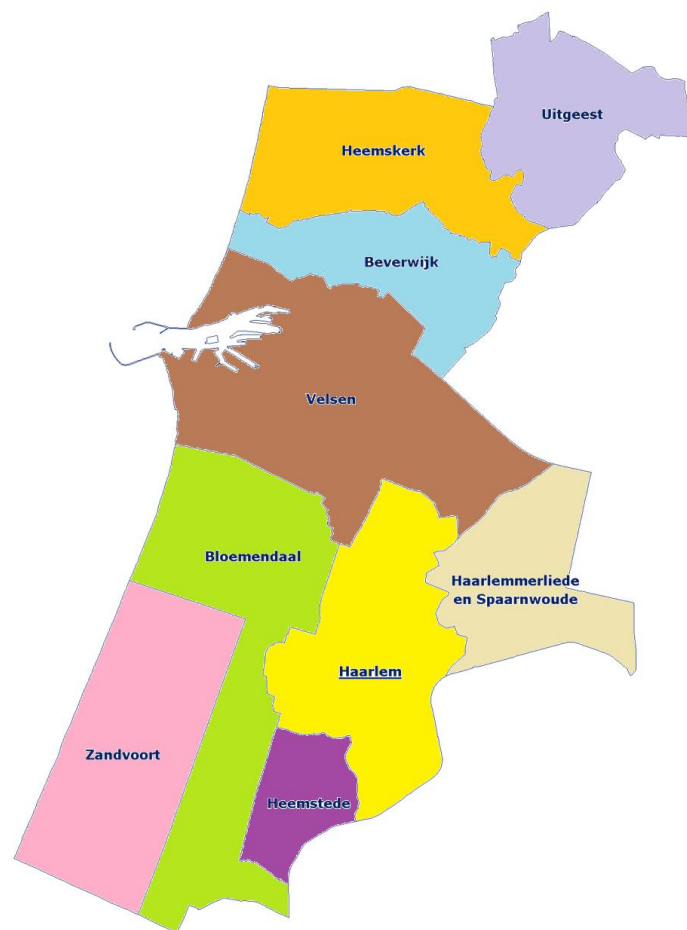 Uitgeest
Heemskerk
Beverwijk
Velsen
Bloemendaal
Haarlemmerliede
en Spaarnwoude
Haarlem
Zandvoort
Heemstede